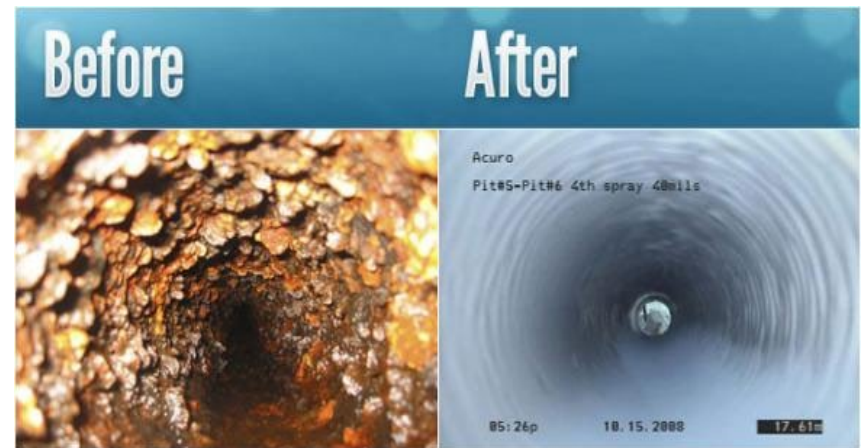 Before
After
Acuro
Pit#5-Pit#6 4th spray 40mils
05:26p 10.15.2008 17.61m